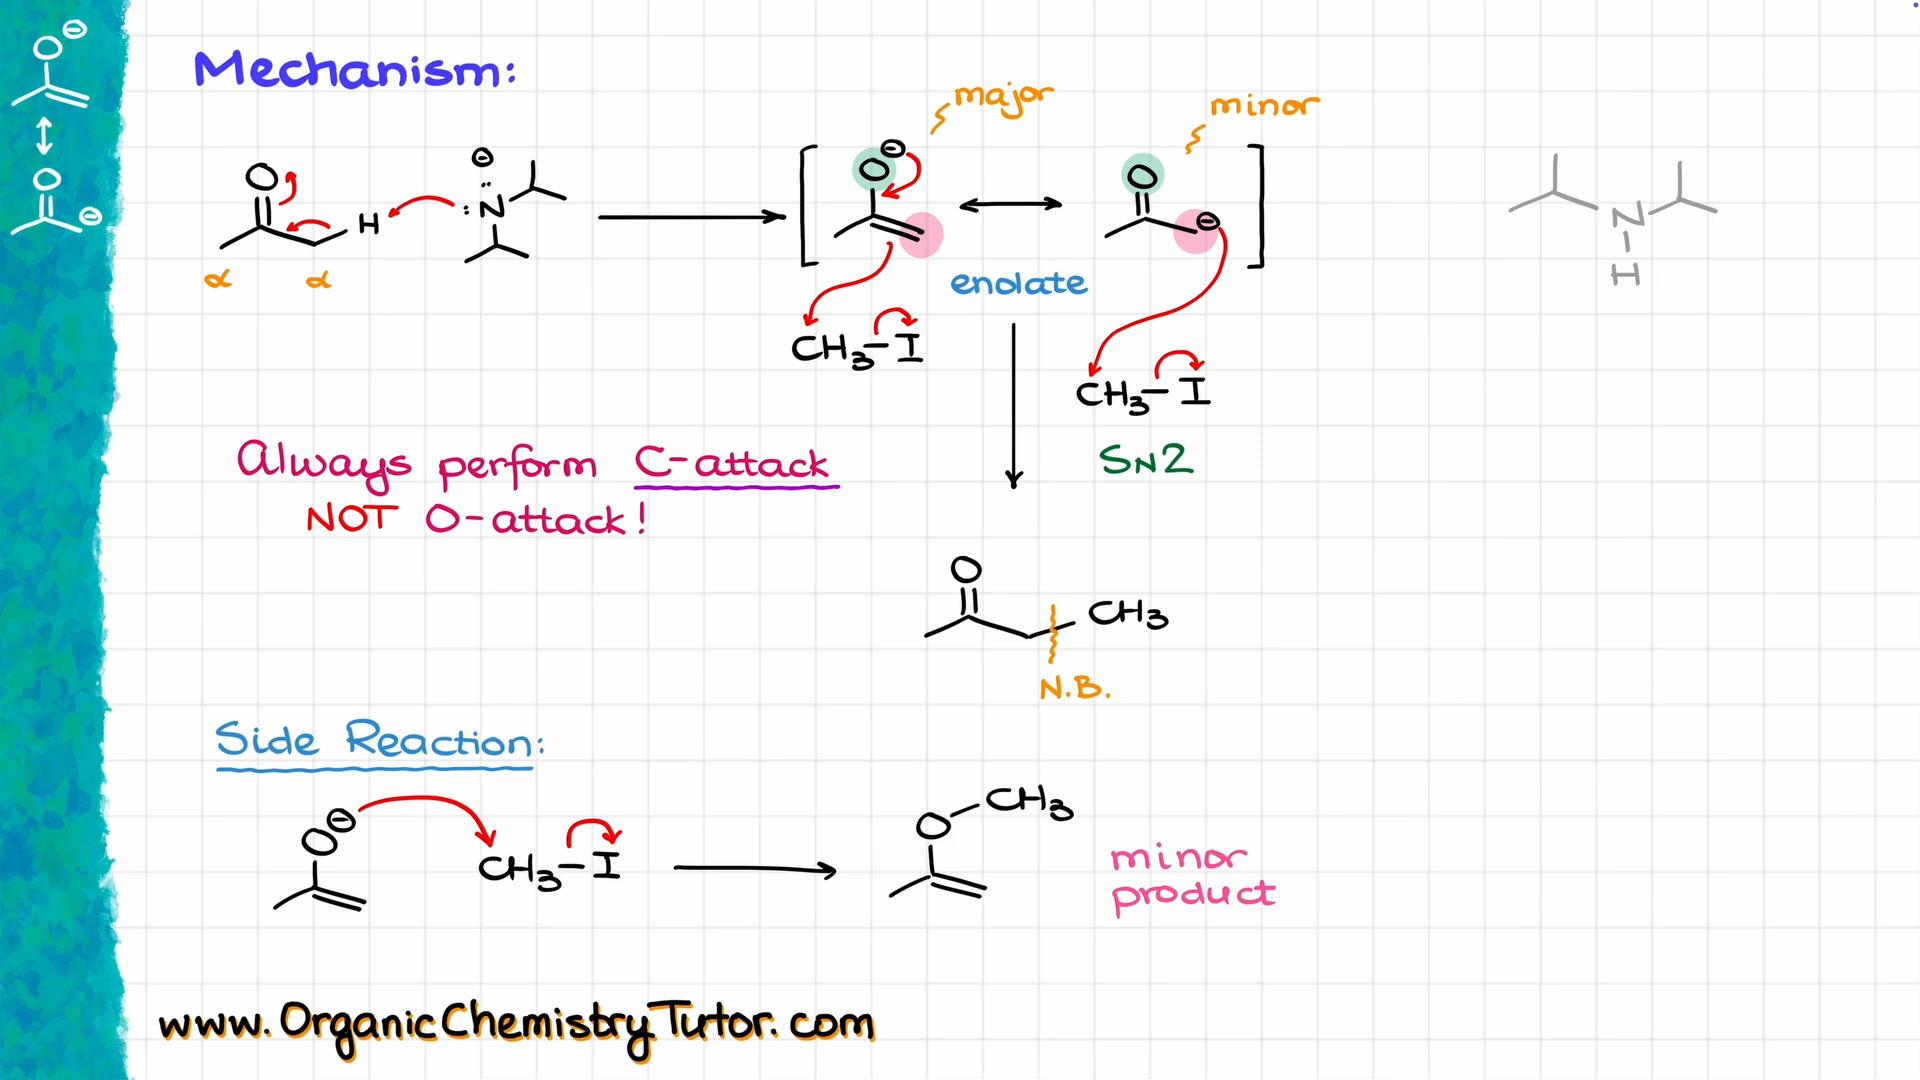 Mechanism:
major
minor
O
⊖
O
H
⊖
:N̈
α
α
⊖
O
O
⊖
enolate
N
H
CH3-I
CH3-I
SN2
Always perform C-attack
NOT O-attack!
O
CH3
N.B.
Side Reaction:
⊖
O
CH3-I
O
CH3
minor
product
O
⊖
O
⊖
www.OrganicChemistryTutor.com